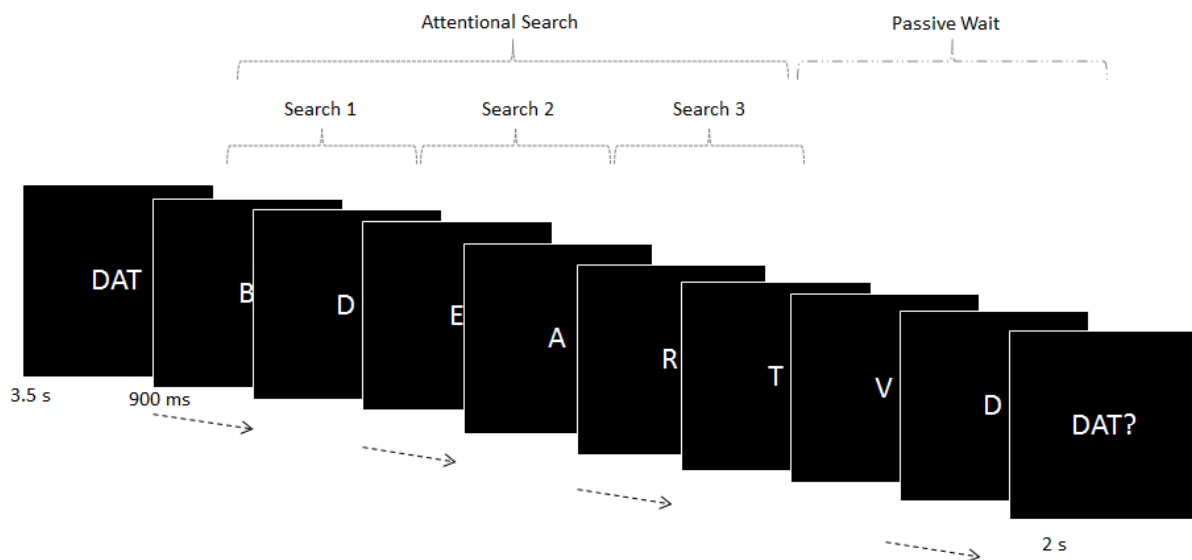 Attentional Search
Passive Wait
Search 1
Search 2
Search 3
DAT
B
D
E
A
R
T
V
D
DAT?
3.5 s
900 ms
2 s